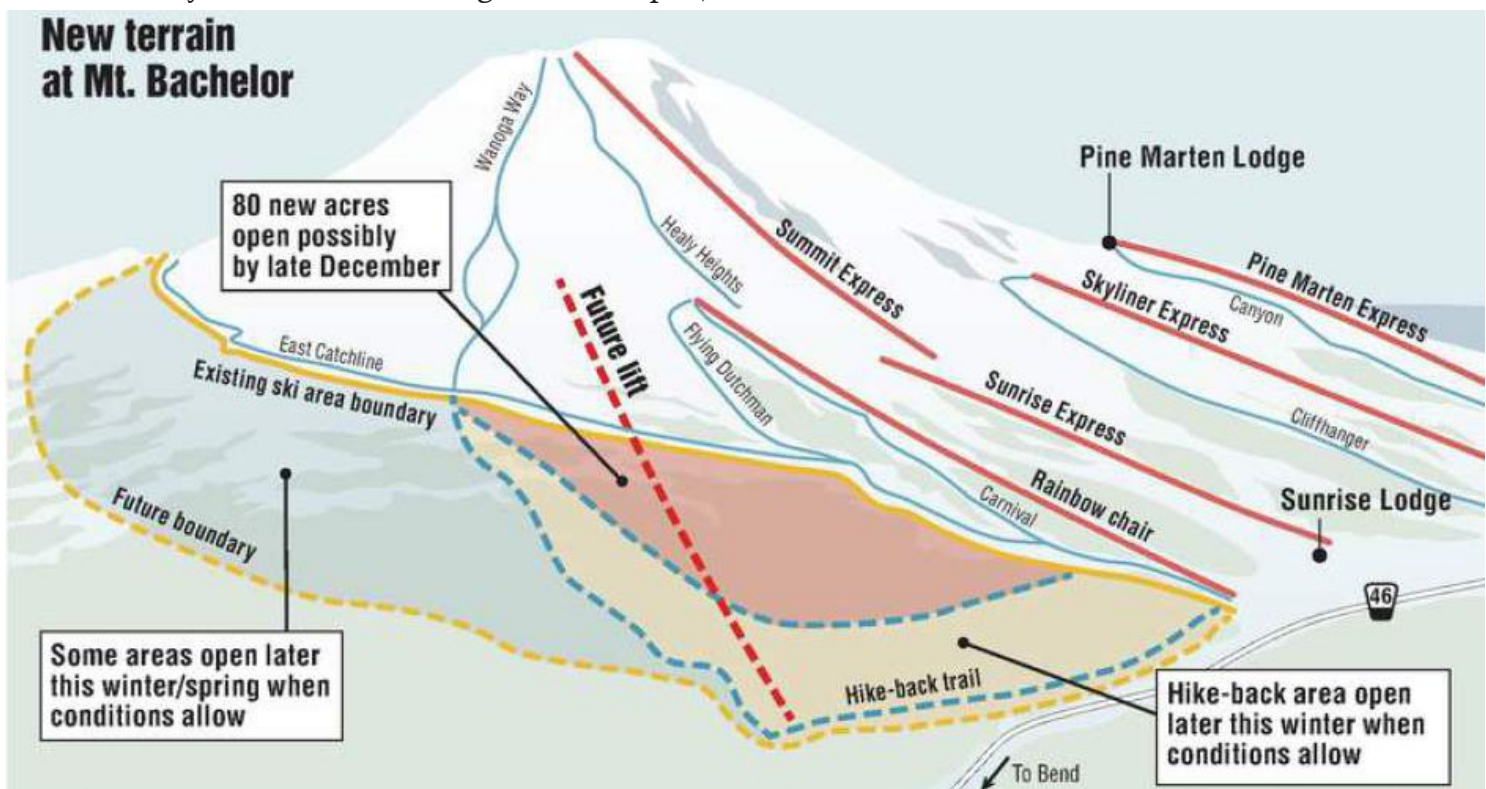 New terrain
at Mt. Bachelor
Wanoga Way
80 new acres
open possibly
by late December
Healy Heights
Summit Express
Pine Marten Lodge
Pine Marten Express
Canyon
Skyliner Express
Cliffhanger
Future lift
Flying Dutchman
East Catchline
Existing ski area boundary
Sunrise Express
Rainbow chair
Carnival
Sunrise Lodge
Future boundary
46
Some areas open later
this winter/spring when
conditions allow
Hike-back trail
Hike-back area open
later this winter when
conditions allow
To Bend